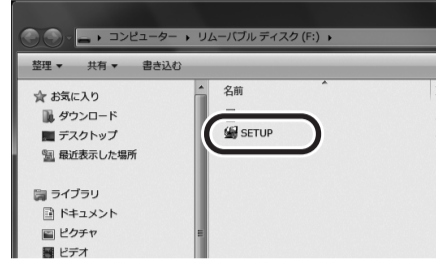 コンピューター ▸ リムーバブル ディスク (F:) ▸
整理 ▼ 共有 ▼ 書き込む
お気に入り
ダウンロード
デスクトップ
最近表示した場所
ライブラリ
ドキュメント
ピクチャ
ビデオ
名前
SETUP